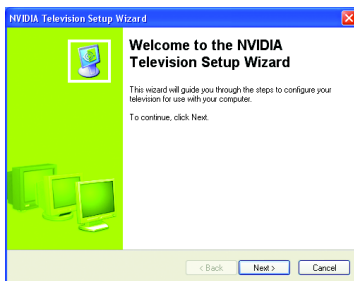 NVIDIA Television Setup Wizard
Welcome to the NVIDIA
Television Setup Wizard
This wizard will guide you through the steps to configure your
television for use with your computer.
To continue, click Next.
< Back
Next >
Cancel